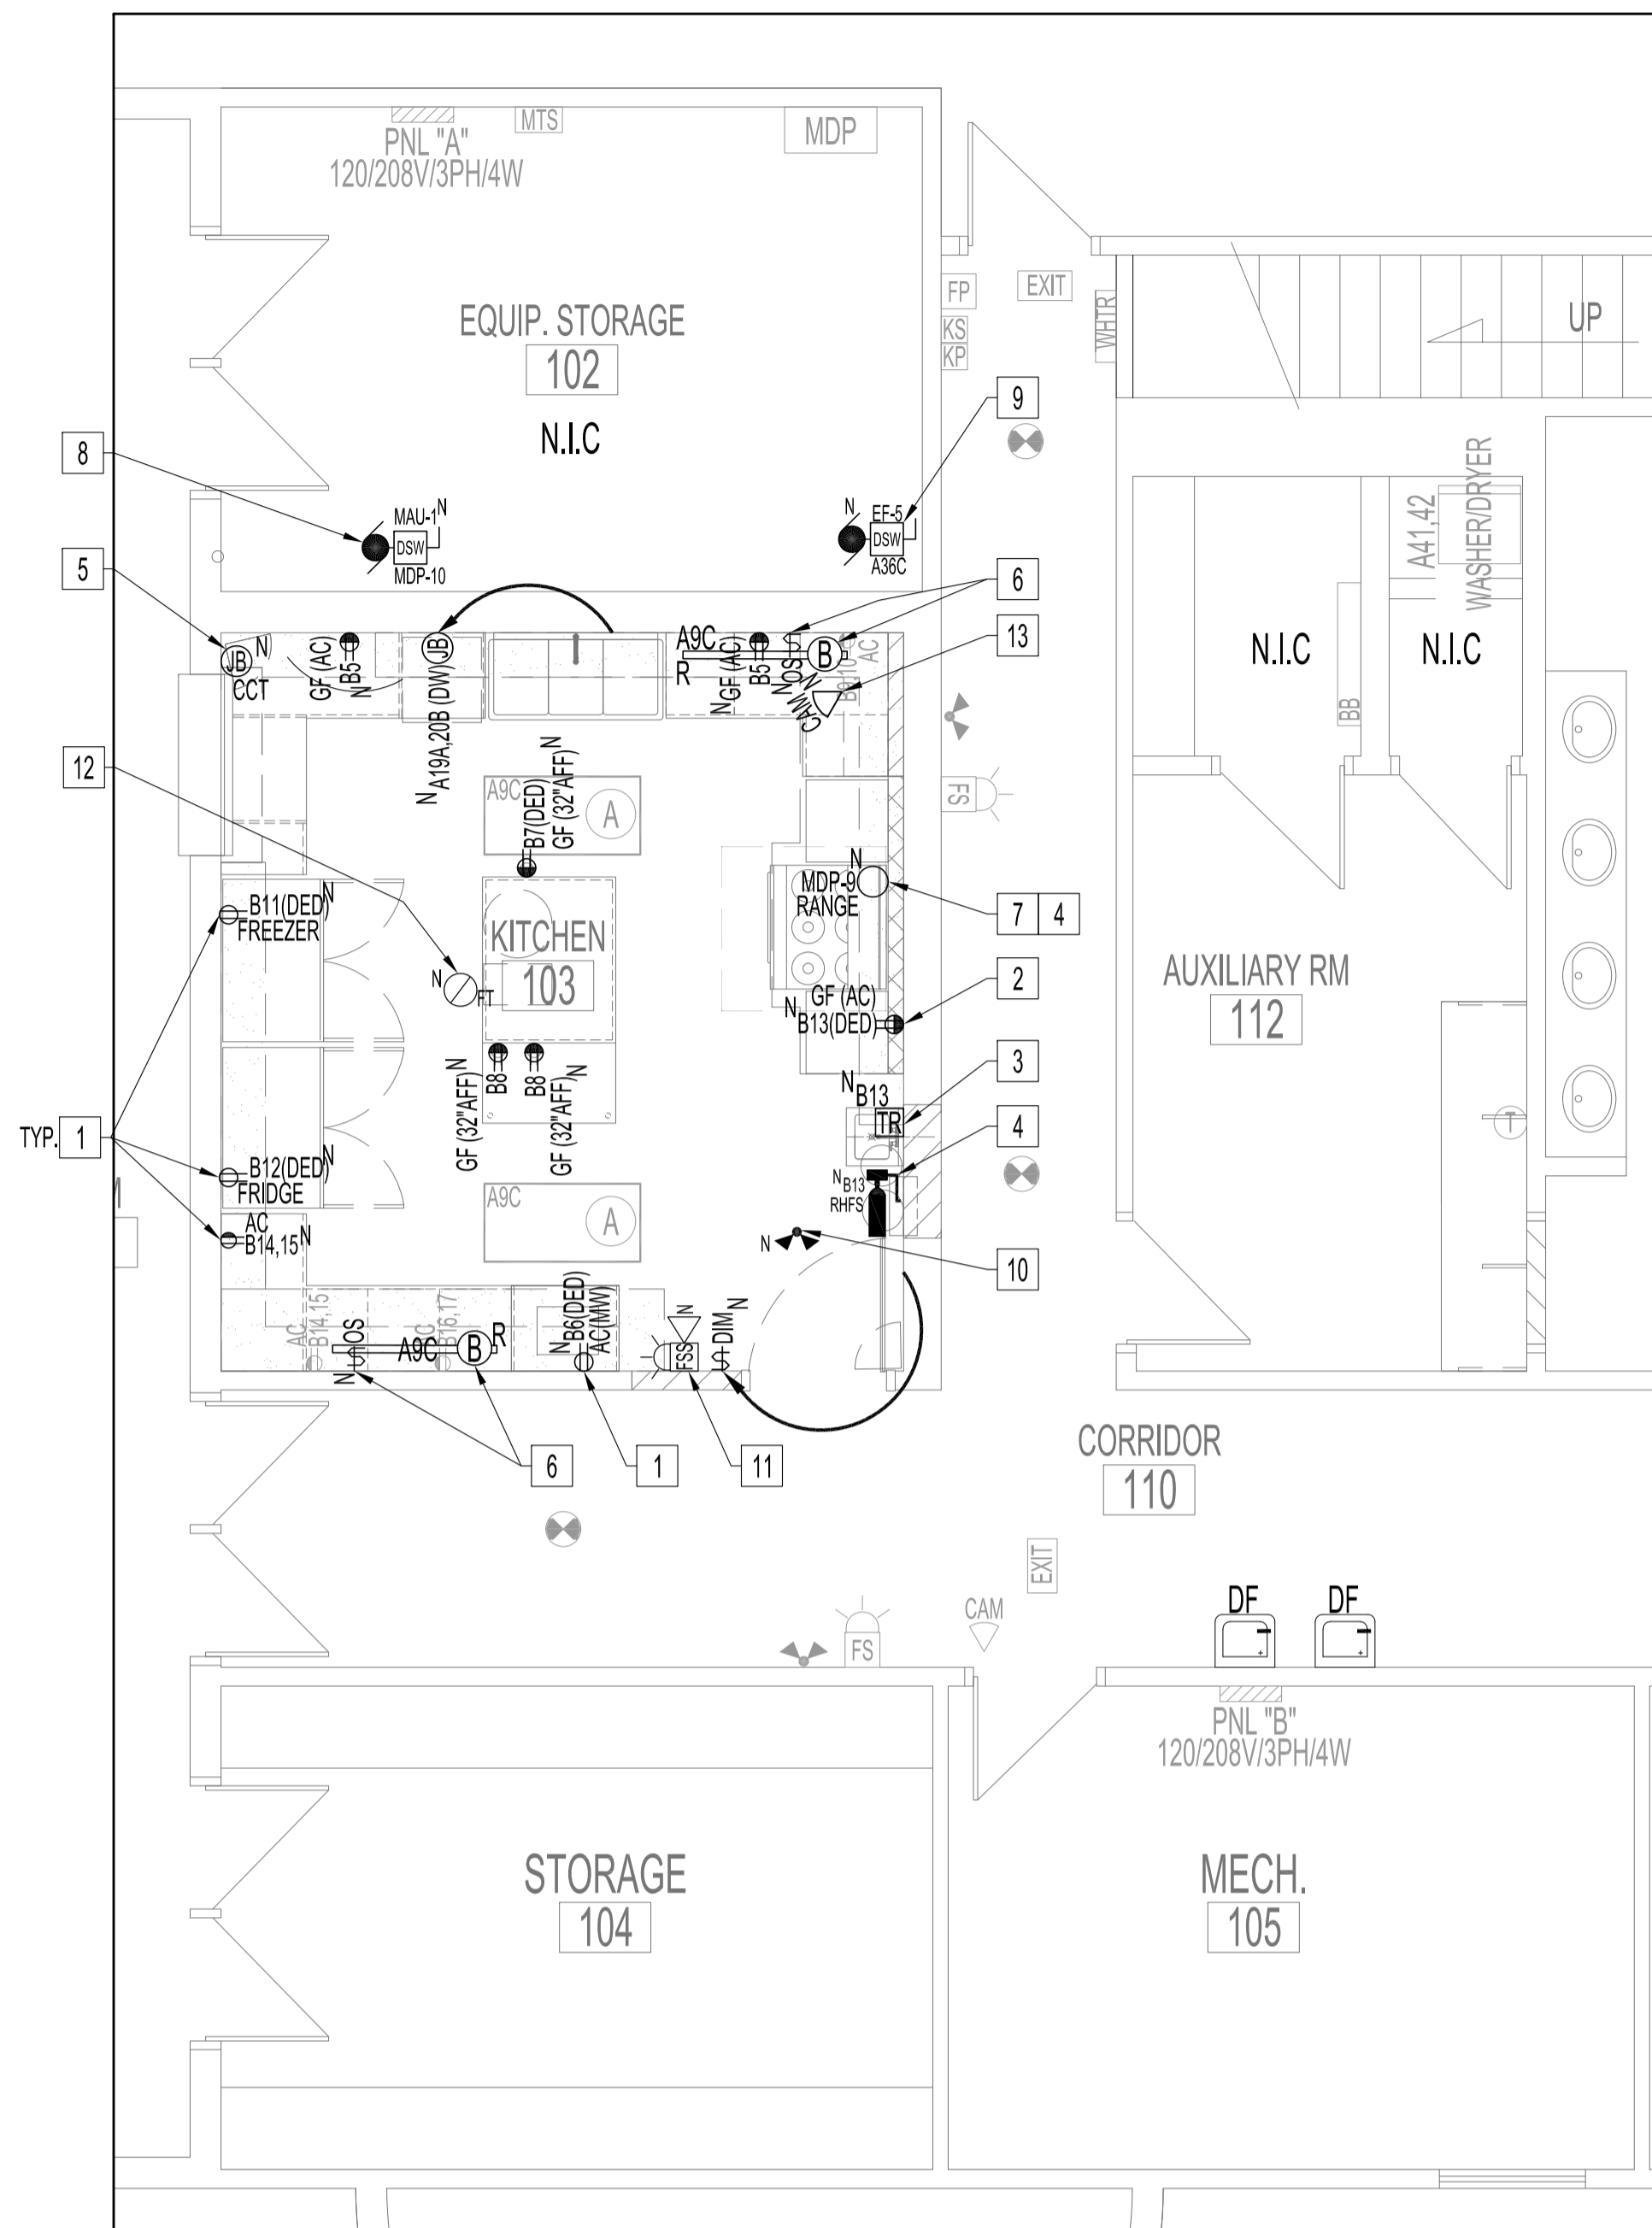 PNL "A"
120/208V/3PH/4W
MTS
MDP
EQUIP. STORAGE
102
N.I.C
FP
KS
KP
EXIT
WHTR
UP
9
8
MAU-1 N
DSW
MDP-10
N
EF-5
DSW
A36C
5
6
13
A41,42
WASHER/DRYER
N.I.C
N.I.C
BB
JB
N
CCT
GF (AC)
B5
N
JB
N A19A,20B (DW)
A9C
R
N GF (AC)
B5
N OS
B
B9,10
AC
CAM N
12
A9C
A
B7(DED)
GF (32"AFF) N
FS
N
MDP-9
RANGE
7
4
B11(DED) N
FREEZER
KITCHEN
103
N
FT
N
GF (AC)
B13(DED)
2
AUXILIARY RM
112
GF (32"AFF) N
B8
B8
GF (32"AFF) N
3
N B13
TR
4
T
TYP. 1
B12(DED) N
FRIDGE
N B13
RHFS
AC
B14,15 N
A9C
A
N
10
AC
B14,15
N OS
AC
B16,17
A9C
B
R
N B6(DED)
AC(MW)
N
FSS
DIM N
6
1
11
CORRIDOR
110
EXIT
CAM
FS
DF
DF
PNL "B"
120/208V/3PH/4W
STORAGE
104
MECH.
105